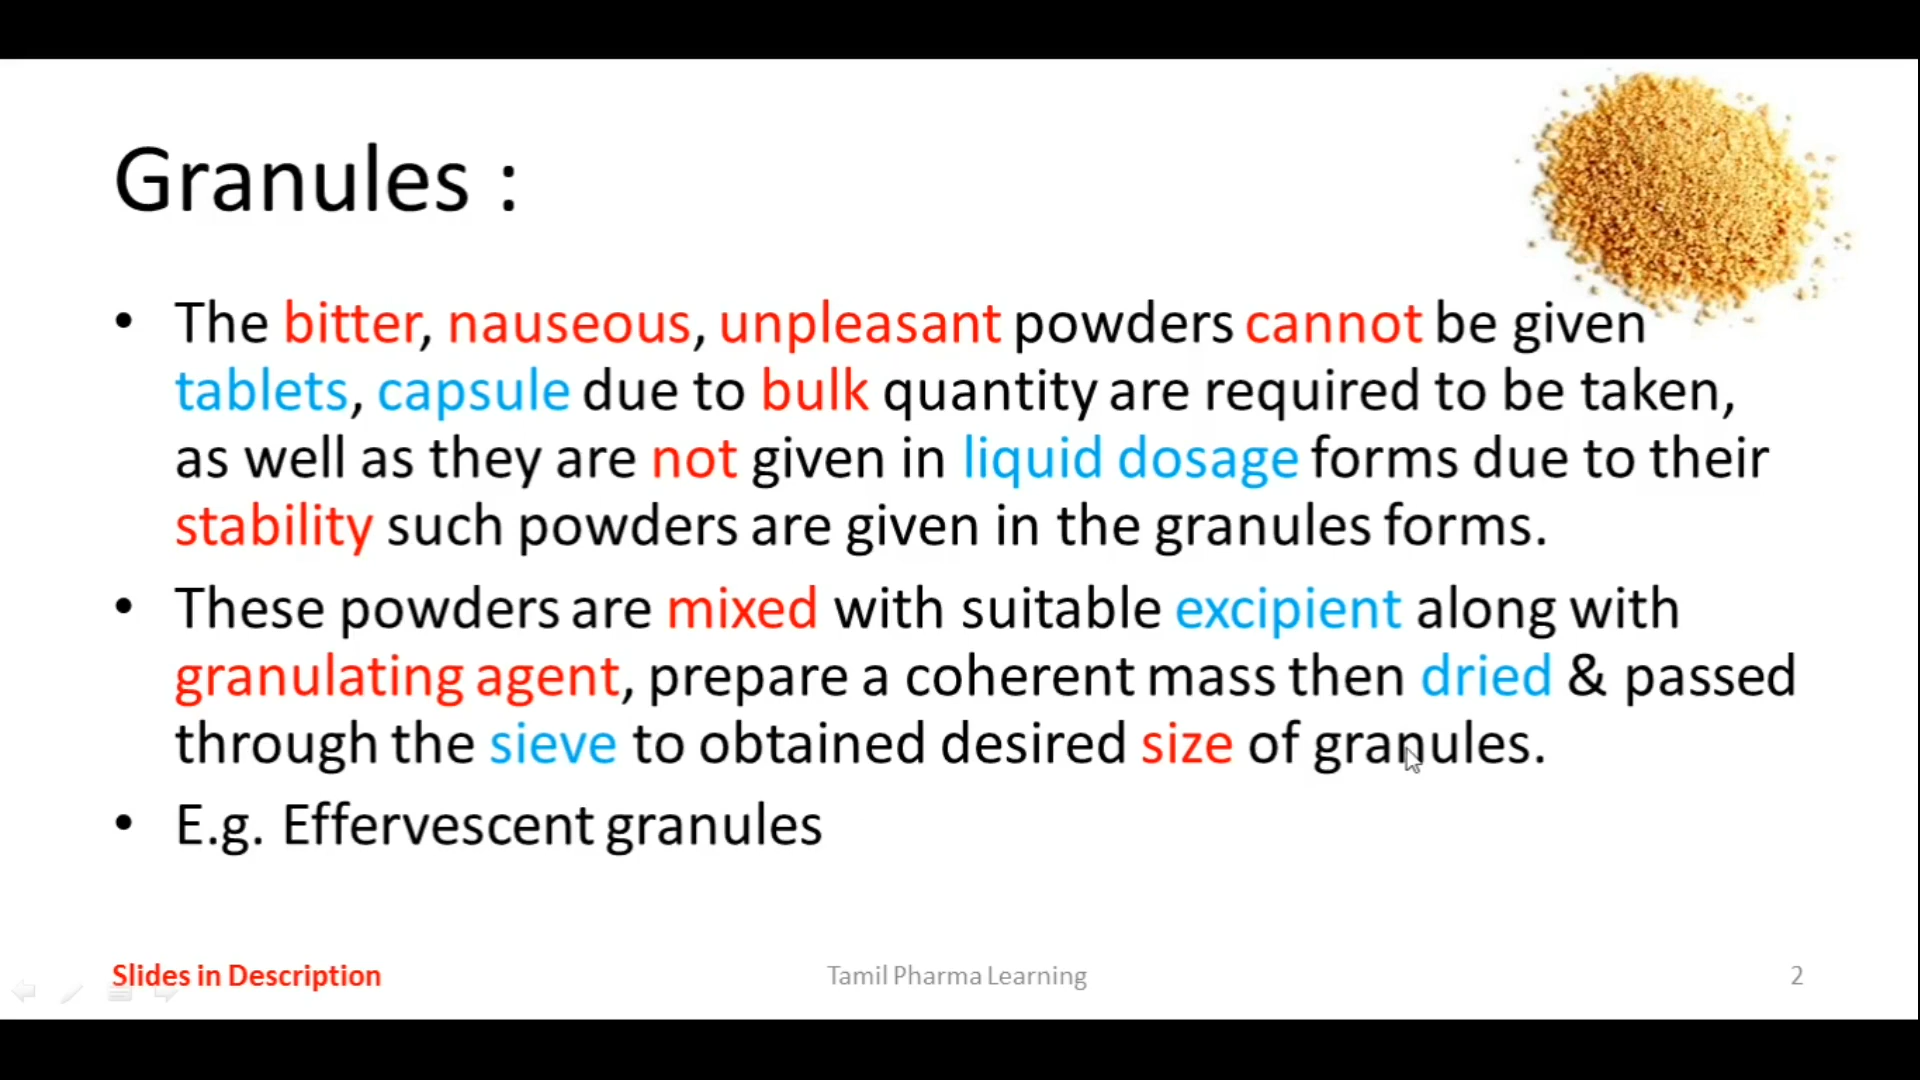 Granules :
• The bitter, nauseous, unpleasant powders cannot be given
tablets, capsule due to bulk quantity are required to be taken,
as well as they are not given in liquid dosage forms due to their
stability such powders are given in the granules forms.
• These powders are mixed with suitable excipient along with
granulating agent, prepare a coherent mass then dried & passed
through the sieve to obtained desired size of granules.
• E.g. Effervescent granules
Slides in Description
Tamil Pharma Learning
2